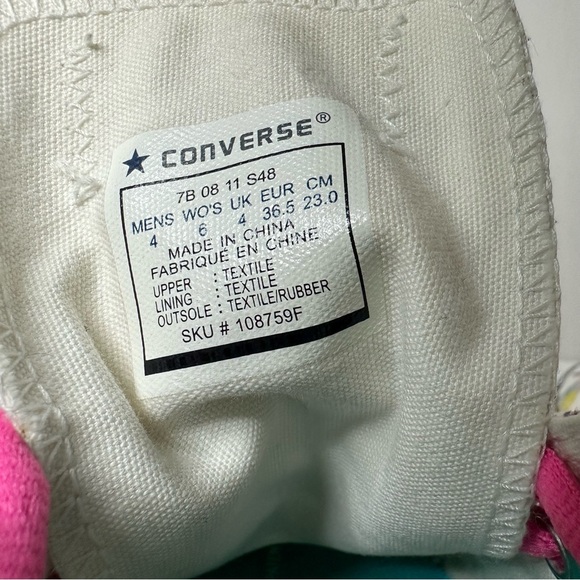 ★ CONVERSE®
7B 08 11 S48
MENS WO'S UK EUR CM
4 6 4 36.5 23.0
MADE IN CHINA
FABRIQUÉ EN CHINE
UPPER : TEXTILE
LINING : TEXTILE
OUTSOLE : TEXTILE/RUBBER
SKU # 108759F